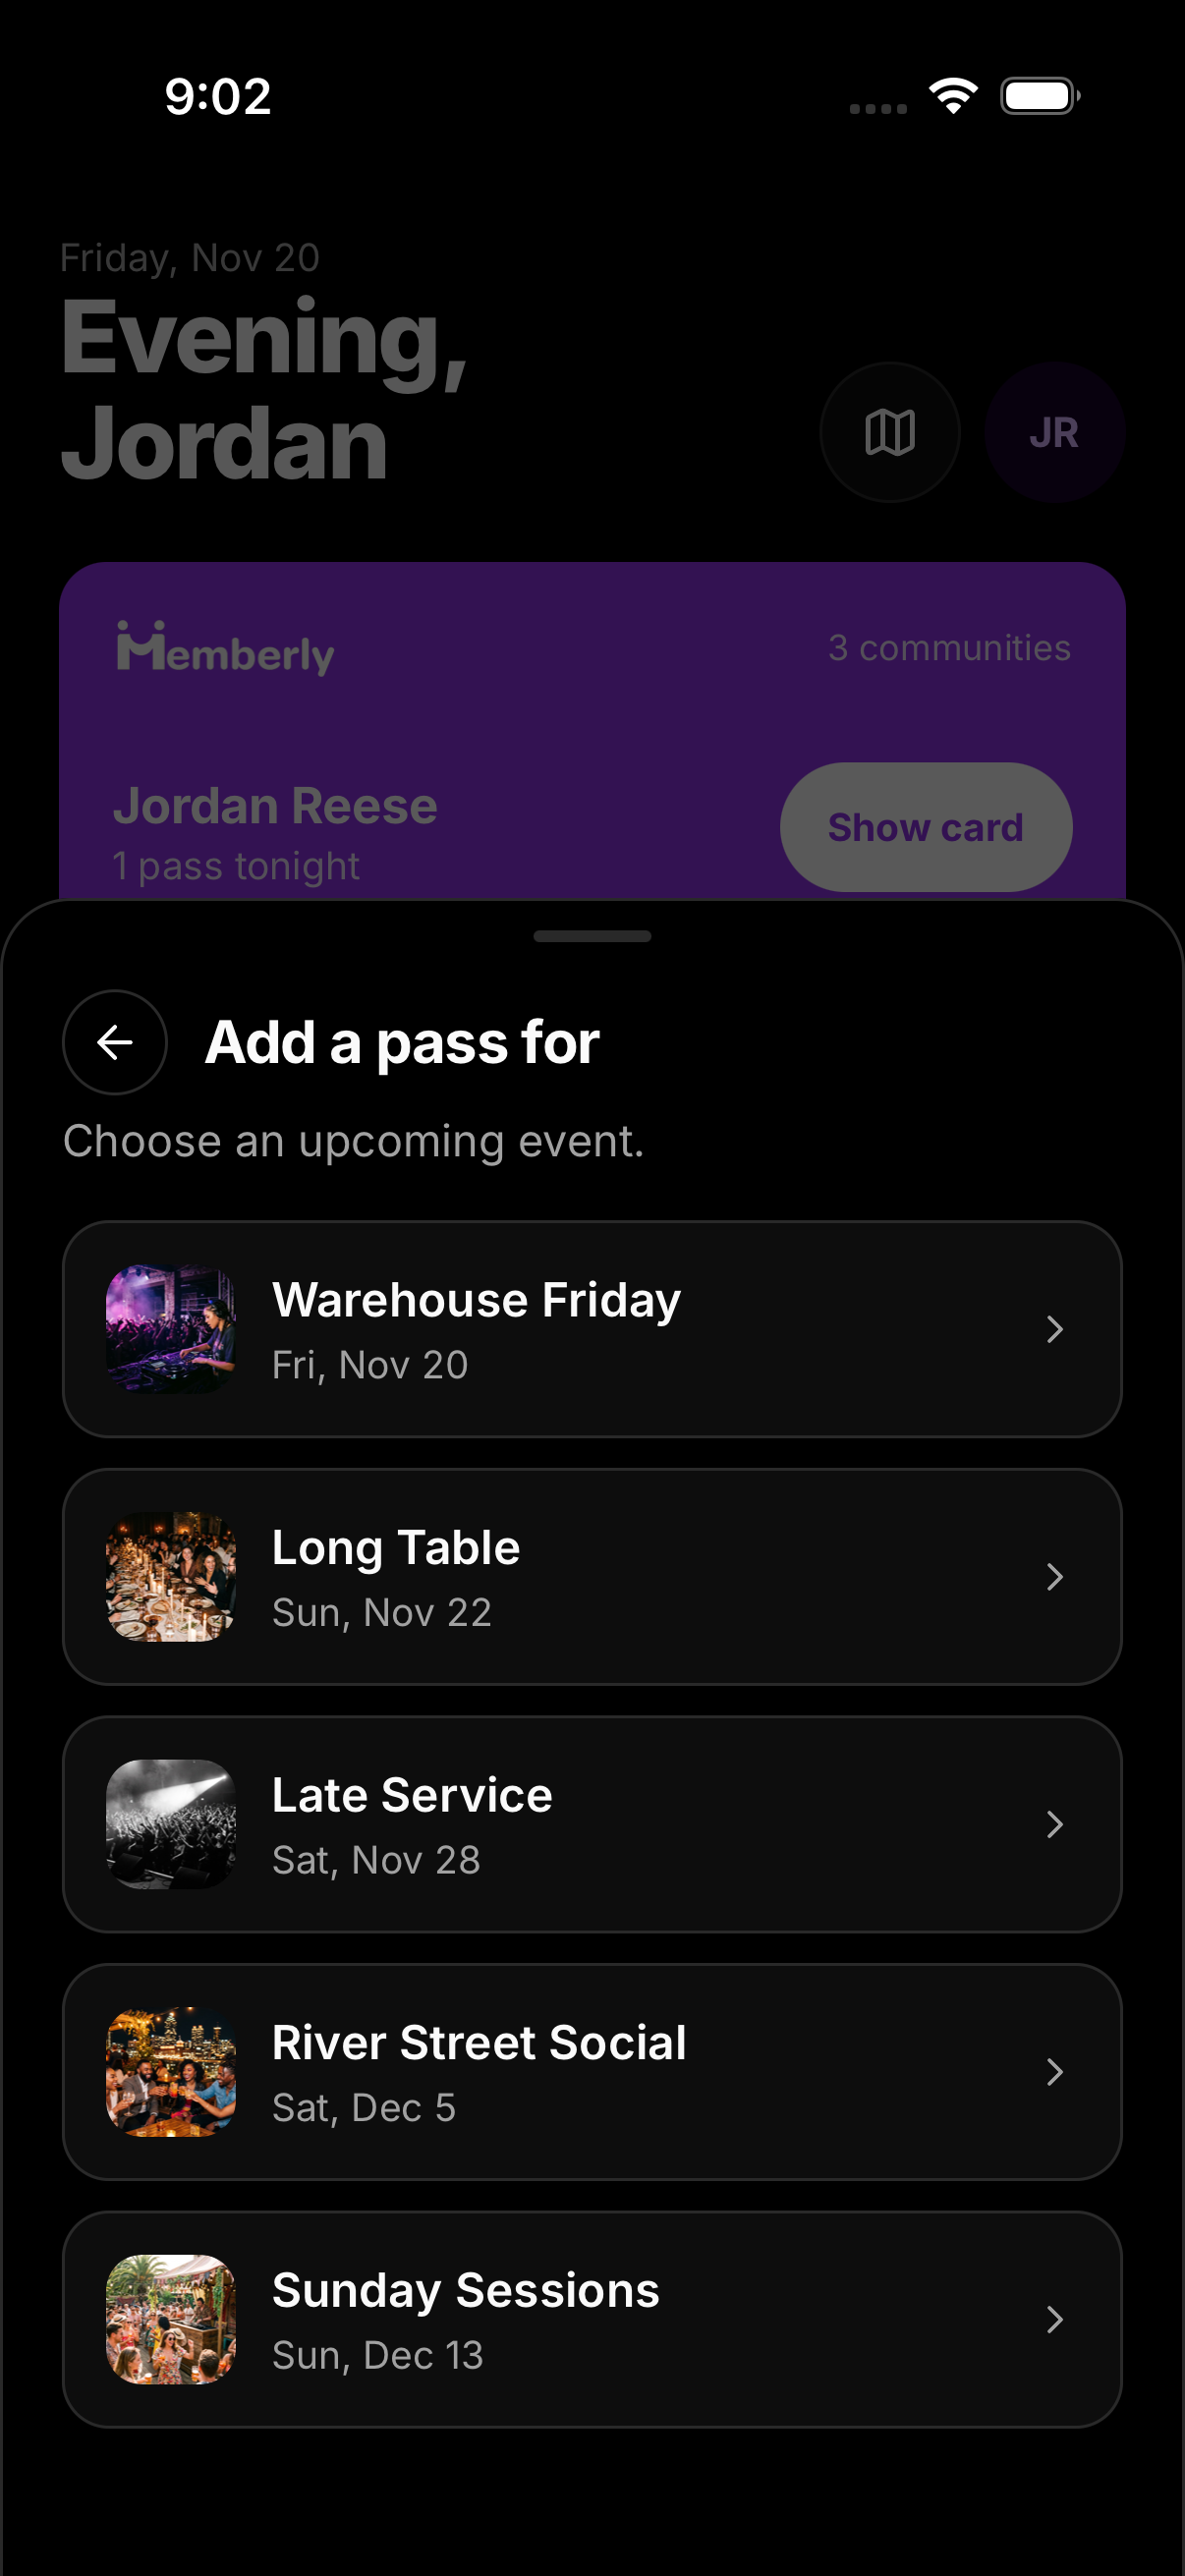 9:02
Friday, Nov 20
Evening,
Jordan
JR
Memberly
3 communities
Jordan Reese
Show card
1 pass tonight
Add a pass for
Choose an upcoming event.
Warehouse Friday
Fri, Nov 20
Long Table
Sun, Nov 22
Late Service
Sat, Nov 28
River Street Social
Sat, Dec 5
Sunday Sessions
Sun, Dec 13